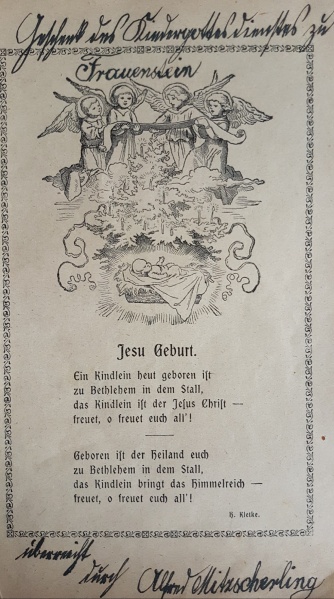 Geschenk des Kindergottesdienstes zu
Frauenstein
Jesu Geburt.
Ein Kindlein heut geboren ist
zu Bethlehem in dem Stall,
das Kindlein ist der Jesus Christ —
freuet, o freuet euch all'!
Geboren ist der Heiland euch
zu Bethlehem in dem Stall,
das Kindlein bringt das Himmelreich —
freuet, o freuet euch all'!
H. Kletke.
überreicht
durch Alfred Mitzscherling